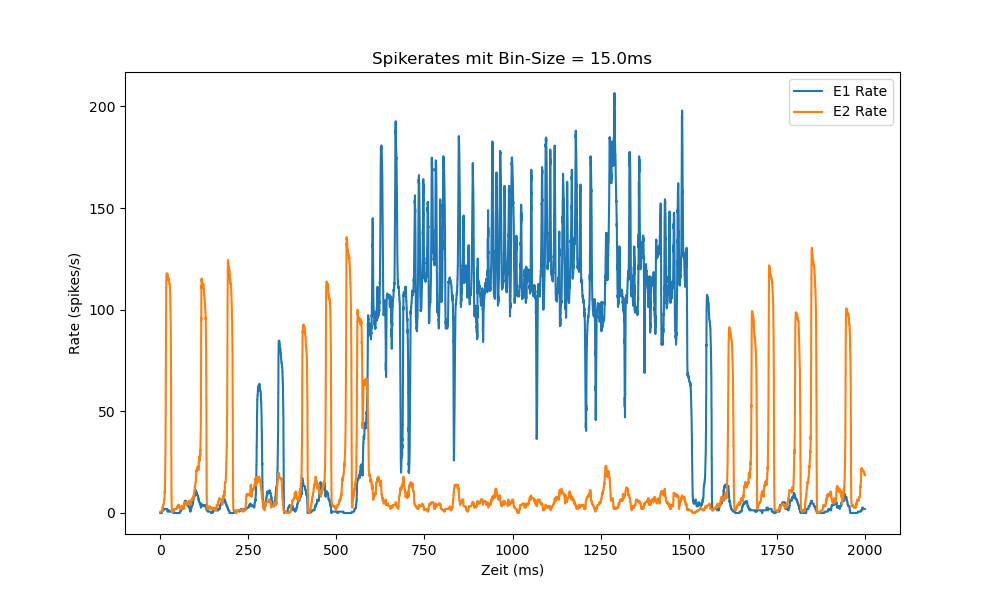 Spikerates mit Bin-Size = 15.0ms
E1 Rate
E2 Rate
Rate (spikes/s)
200
150
100
50
0
0 250 500 750 1000 1250 1500 1750 2000
Zeit (ms)